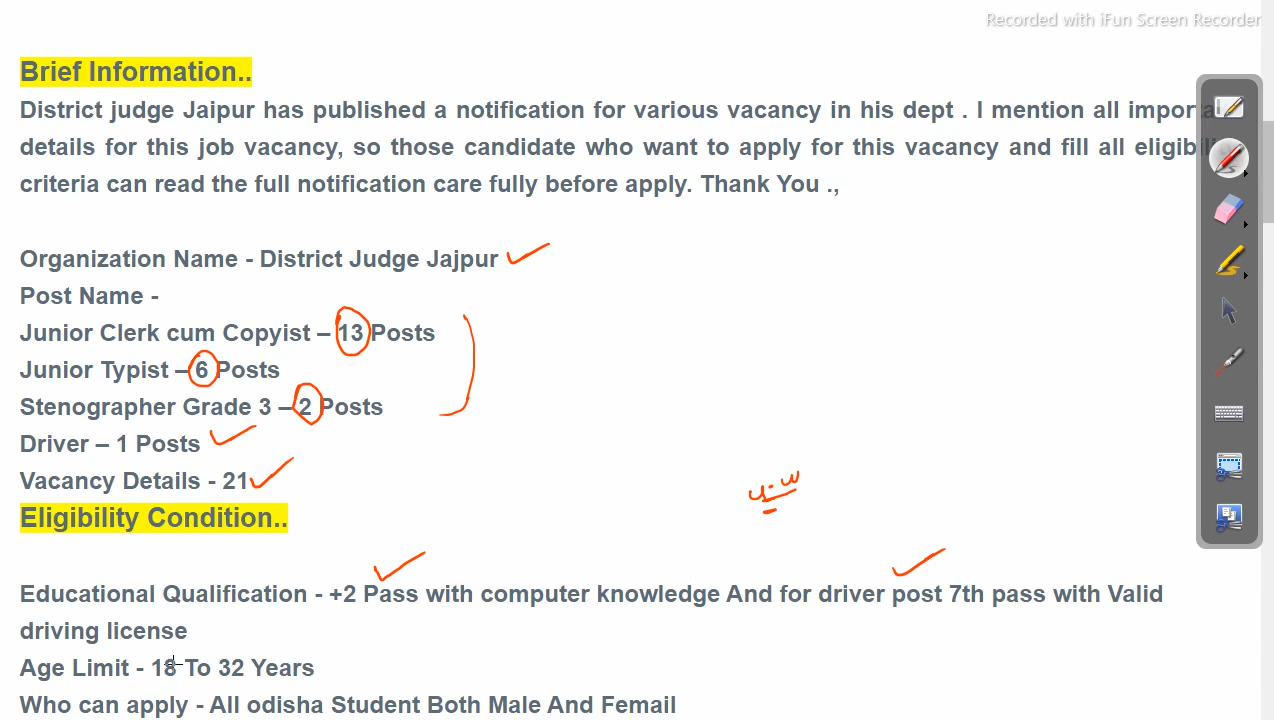 Recorded with iFun Screen Recorder
Brief Information..
District judge Jaipur has published a notification for various vacancy in his dept . I mention all
details for this job vacancy, so those candidate who want to apply for this vacancy and fill all
criteria can read the full notification care fully before apply. Thank You .,
Organization Name - District Judge Jajpur
Post Name -
Junior Clerk cum Copyist – 13 Posts
Junior Typist – 6 Posts
Stenographer Grade 3 – 2 Posts
Driver – 1 Posts
Vacancy Details - 21
Eligibility Condition..
Educational Qualification - +2 Pass with computer knowledge And for driver post 7th pass with Valid
driving license
Age Limit - 18 To 32 Years
Who can apply - All odisha Student Both Male And Femail